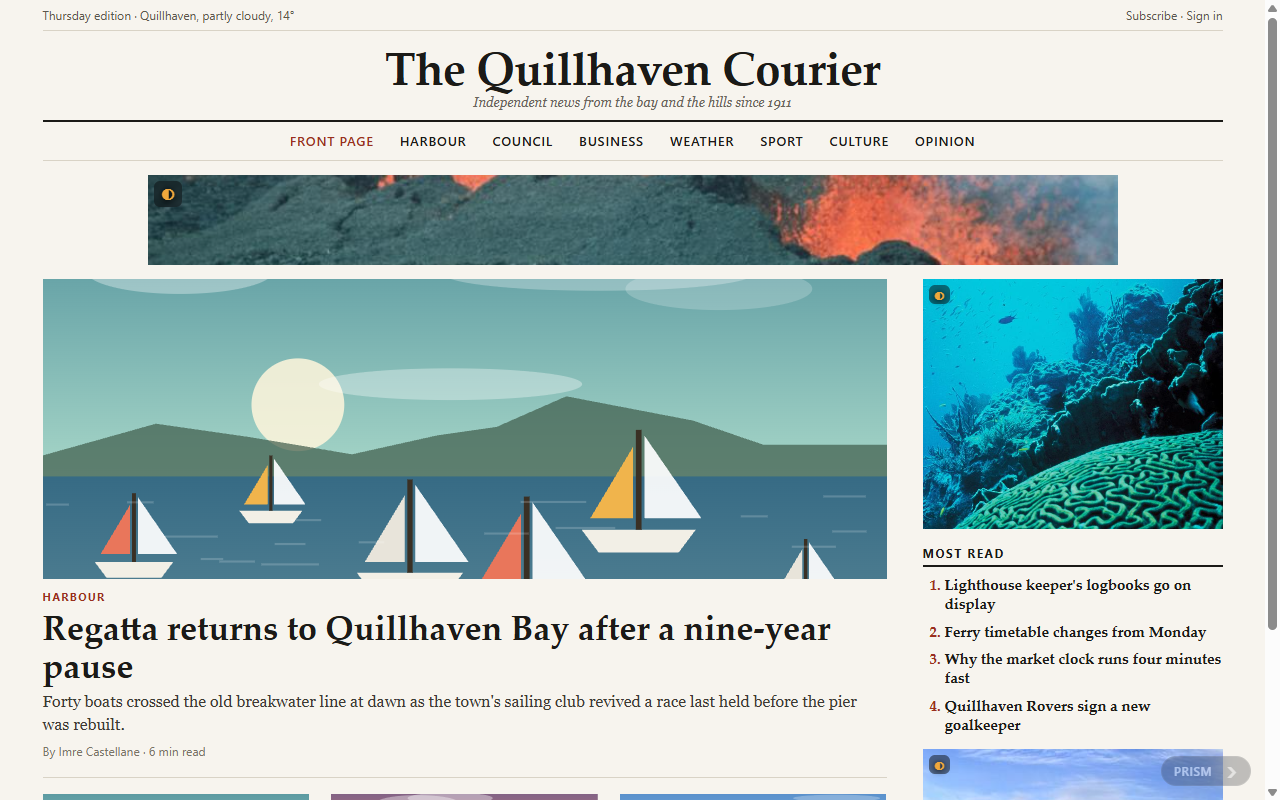 Thursday edition · Quillhaven, partly cloudy, 14°
Subscribe · Sign in
The Quillhaven Courier
Independent news from the bay and the hills since 1911
FRONT PAGE HARBOUR COUNCIL BUSINESS WEATHER SPORT CULTURE OPINION
HARBOUR
Regatta returns to Quillhaven Bay after a nine-year
pause
Forty boats crossed the old breakwater line at dawn as the town's sailing club revived a race last held before the pier
was rebuilt.
By Imre Castellane · 6 min read
MOST READ
1. Lighthouse keeper's logbooks go on
display
2. Ferry timetable changes from Monday
3. Why the market clock runs four minutes
fast
4. Quillhaven Rovers sign a new
goalkeeper
PRISM